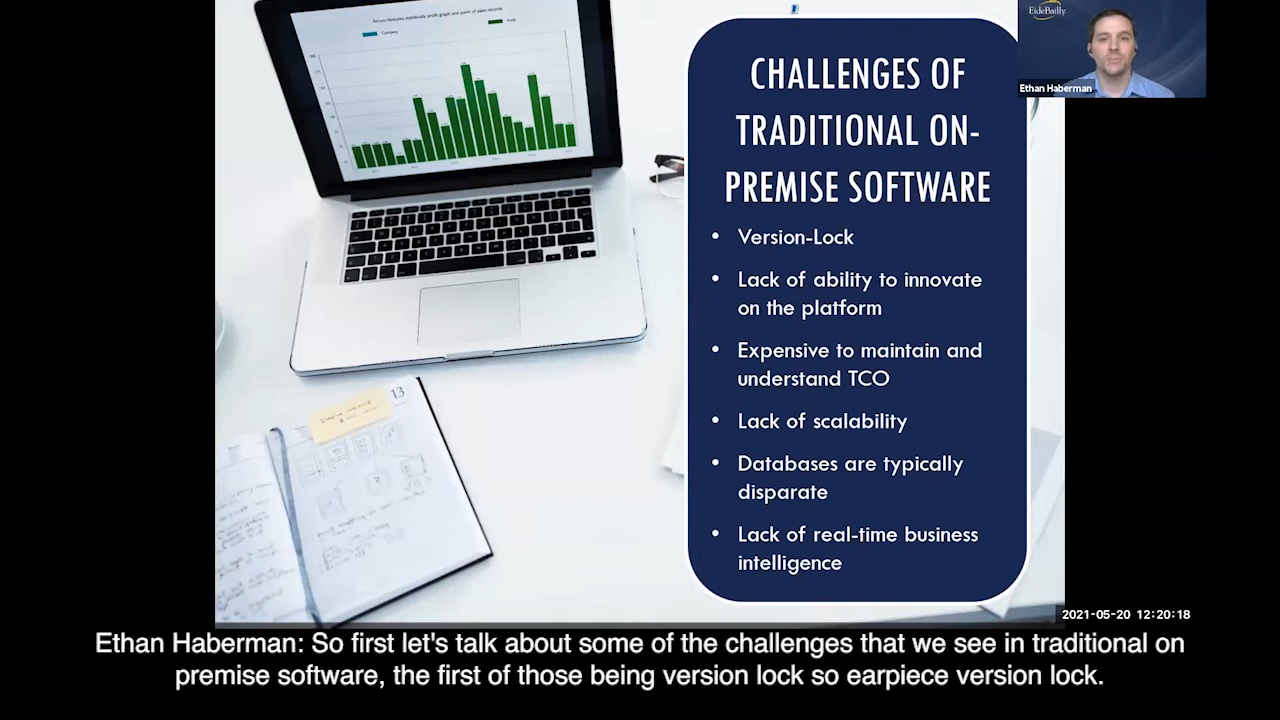 EideBailly
Ethan Haberman
Company
Profit
13
CHALLENGES OF
TRADITIONAL ON-
PREMISE SOFTWARE
• Version-Lock
• Lack of ability to innovate
on the platform
• Expensive to maintain and
understand TCO
• Lack of scalability
• Databases are typically
disparate
• Lack of real-time business
intelligence
2021-05-20 12:20:18
Ethan Haberman: So first let's talk about some of the challenges that we see in traditional on
premise software, the first of those being version lock so earpiece version lock.